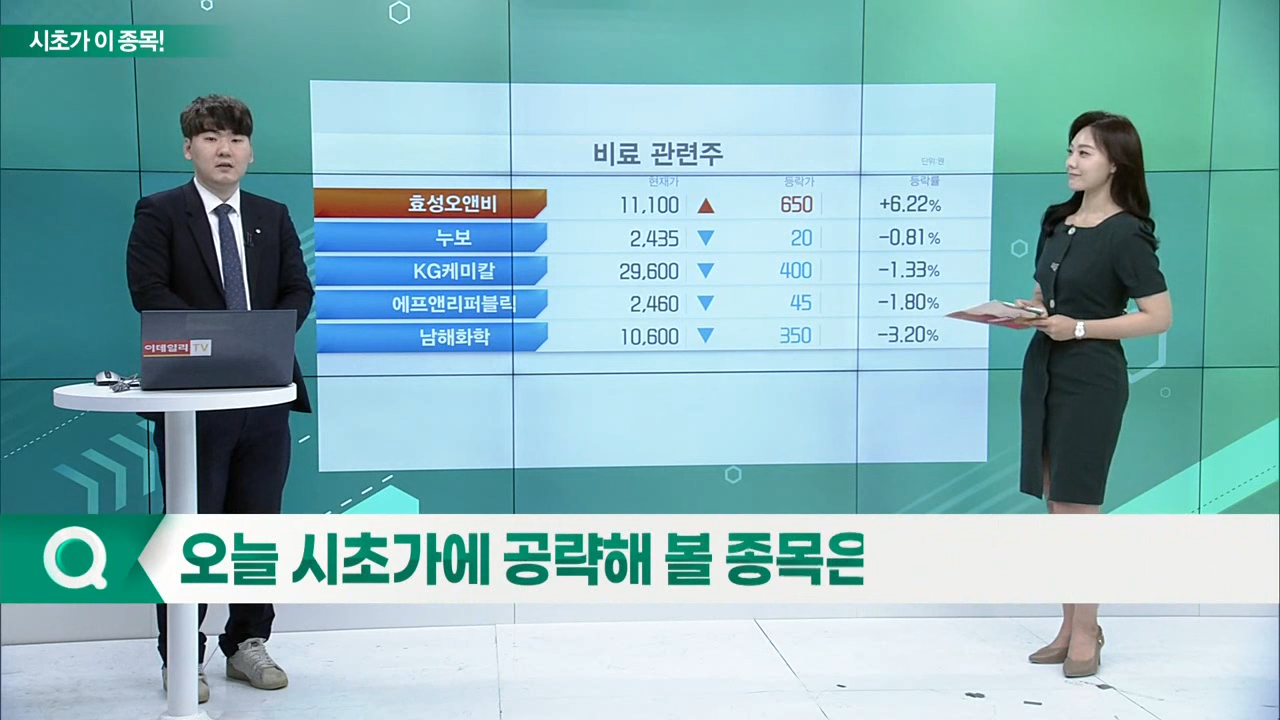 시초가 이 종목!
비료 관련주
단위:원
현재가 등락가 등락률
효성오앤비 11,100 ▲ 650 +6.22%
누보 2,435 ▼ 20 -0.81%
KG케미칼 29,600 ▼ 400 -1.33%
에프앤리퍼블릭 2,460 ▼ 45 -1.80%
남해화학 10,600 ▼ 350 -3.20%
이데일리TV
오늘 시초가에 공략해 볼 종목은